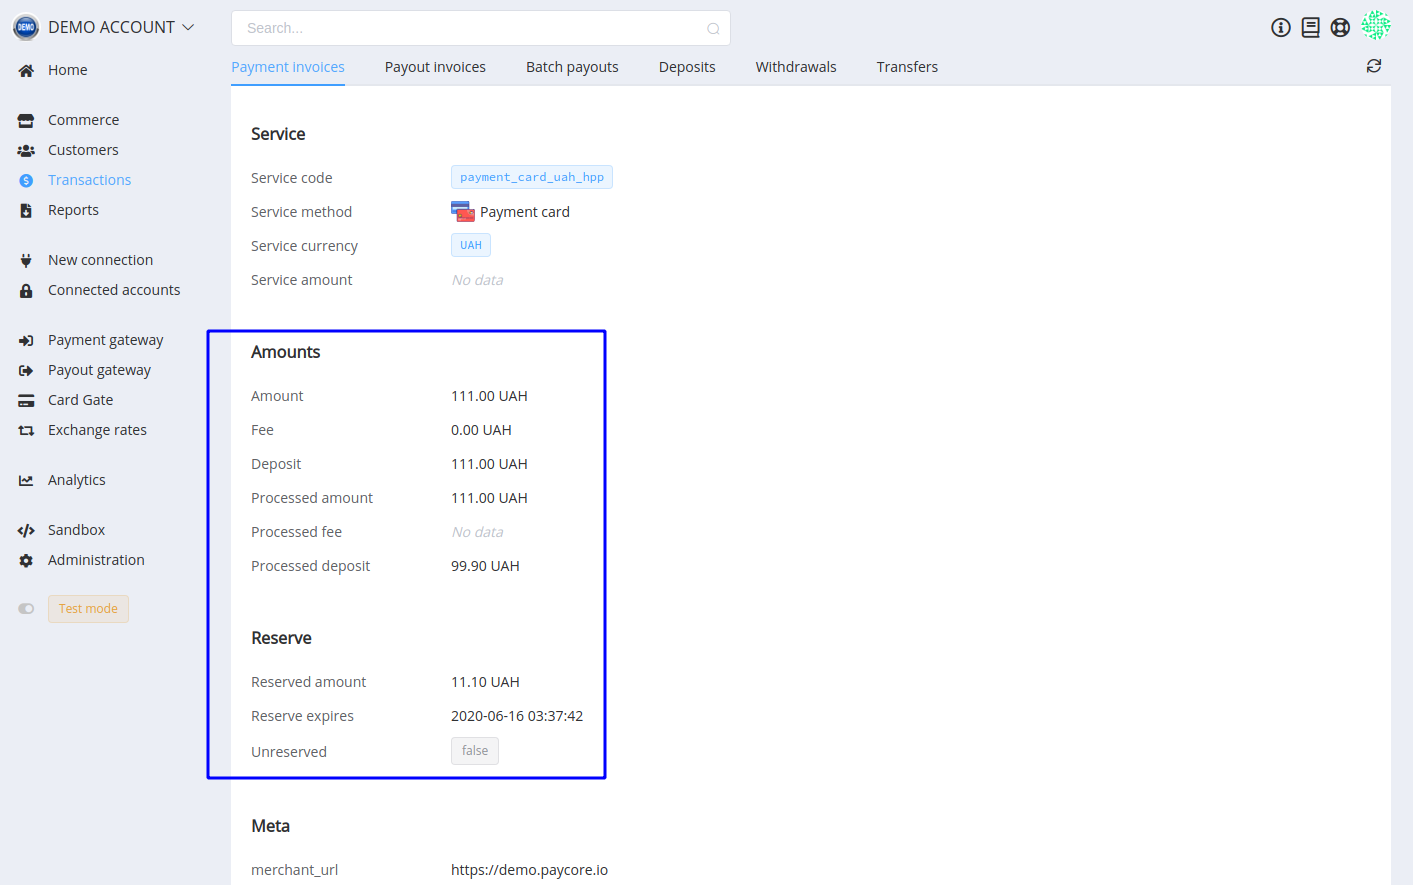 DEMO
DEMO ACCOUNT
Search...
Home
Commerce
Customers
Transactions
Reports
New connection
Connected accounts
Payment gateway
Payout gateway
Card Gate
Exchange rates
Analytics
Sandbox
Administration
Test mode
Payment invoices
Payout invoices
Batch payouts
Deposits
Withdrawals
Transfers
Service
Service code payment_card_uah_hpp
Service method Payment card
Service currency UAH
Service amount No data
Amounts
Amount 111.00 UAH
Fee 0.00 UAH
Deposit 111.00 UAH
Processed amount 111.00 UAH
Processed fee No data
Processed deposit 99.90 UAH
Reserve
Reserved amount 11.10 UAH
Reserve expires 2020-06-16 03:37:42
Unreserved false
Meta
merchant_url https://demo.paycore.io